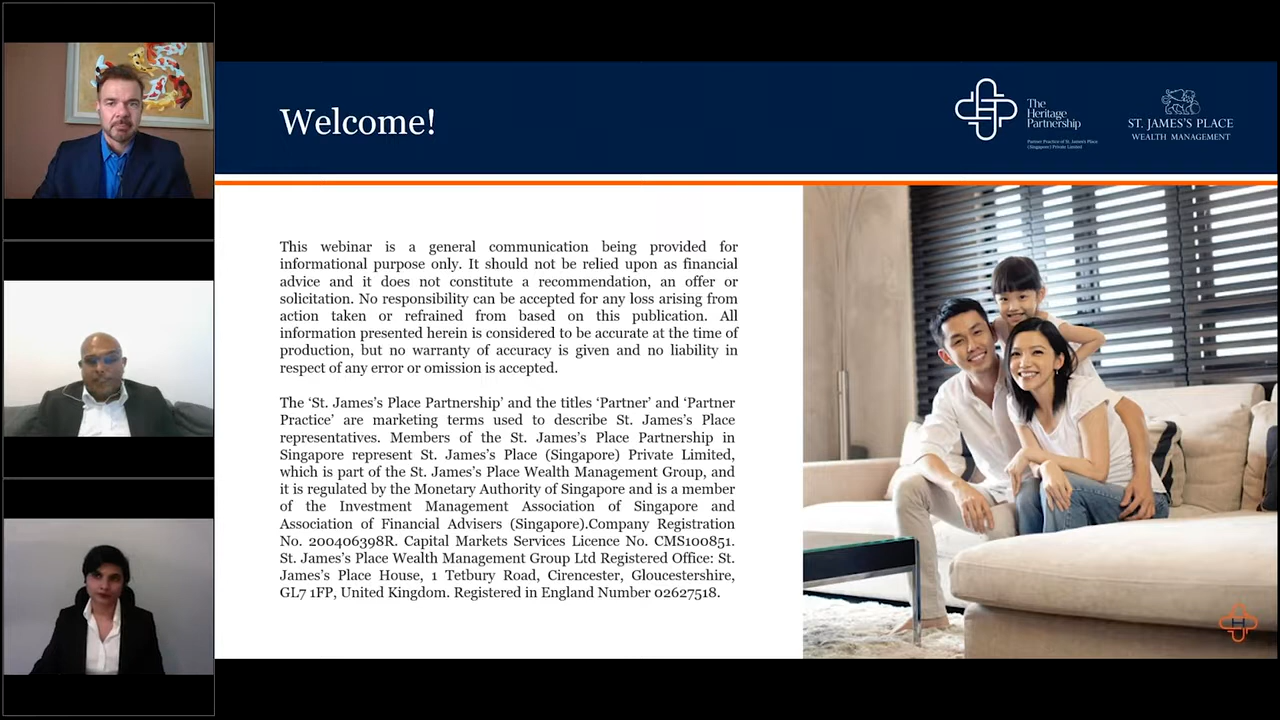 Welcome!
The
Heritage
Partnership
Partner Practice of St. James's Place
(Singapore) Private Limited
ST. JAMES'S PLACE
WEALTH MANAGEMENT
This webinar is a general communication being provided for
informational purpose only. It should not be relied upon as financial
advice and it does not constitute a recommendation, an offer or
solicitation. No responsibility can be accepted for any loss arising from
action taken or refrained from based on this publication. All
information presented herein is considered to be accurate at the time of
production, but no warranty of accuracy is given and no liability in
respect of any error or omission is accepted.
The ‘St. James’s Place Partnership’ and the titles ‘Partner’ and ‘Partner
Practice’ are marketing terms used to describe St. James’s Place
representatives. Members of the St. James’s Place Partnership in
Singapore represent St. James’s Place (Singapore) Private Limited,
which is part of the St. James’s Place Wealth Management Group, and
it is regulated by the Monetary Authority of Singapore and is a member
of the Investment Management Association of Singapore and
Association of Financial Advisers (Singapore).Company Registration
No. 200406398R. Capital Markets Services Licence No. CMS100851.
St. James’s Place Wealth Management Group Ltd Registered Office: St.
James’s Place House, 1 Tetbury Road, Cirencester, Gloucestershire,
GL7 1FP, United Kingdom. Registered in England Number 02627518.